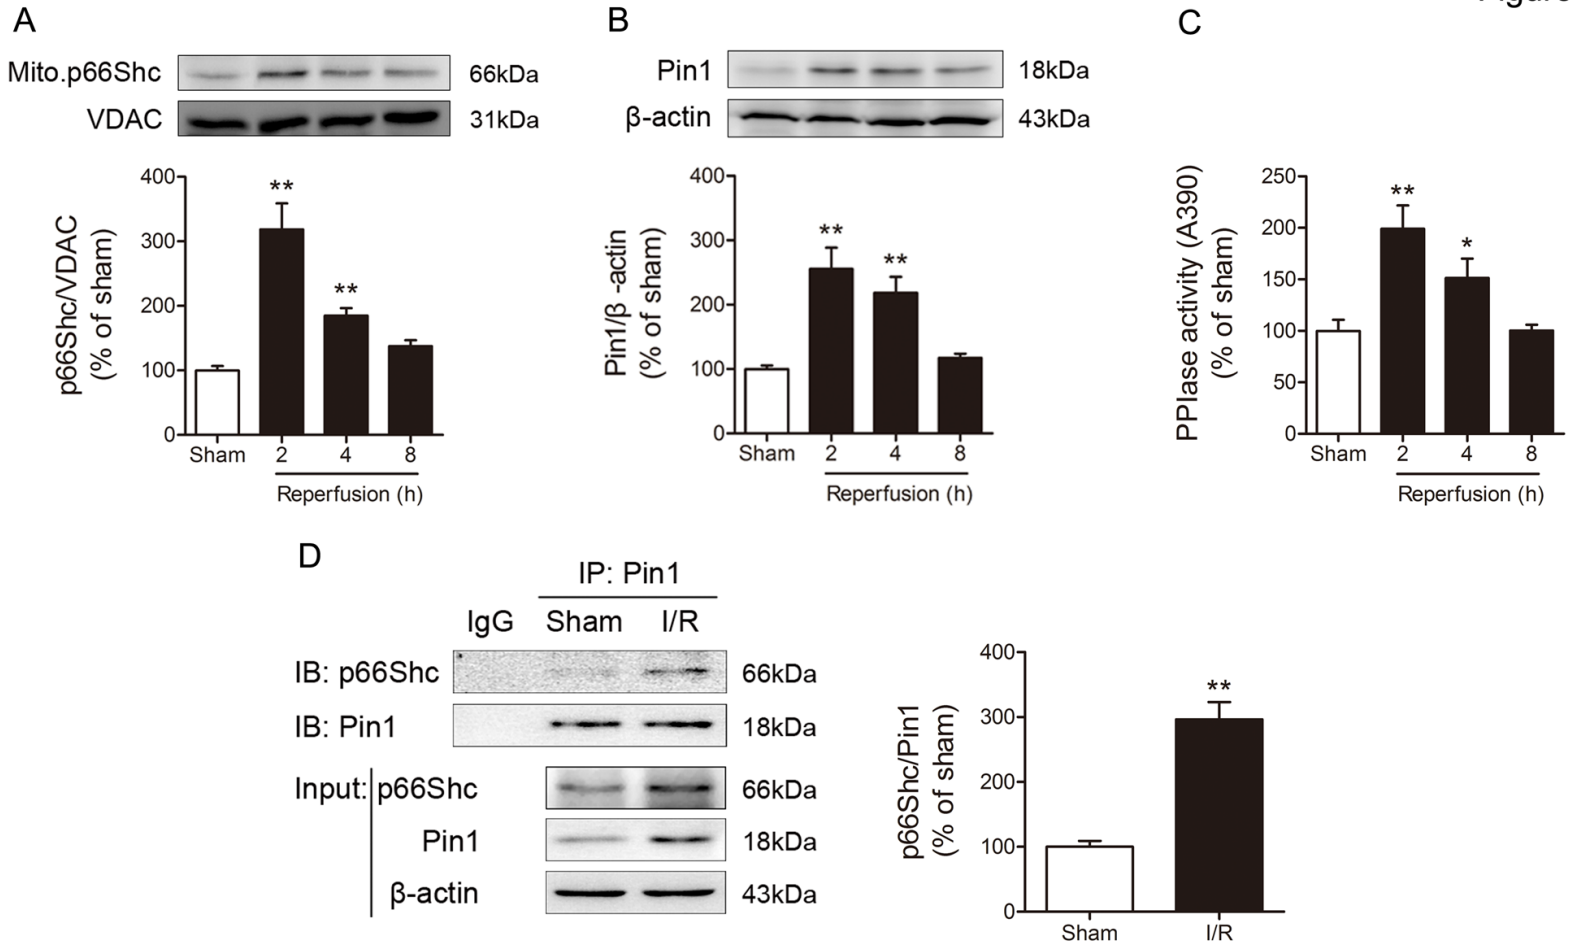 A
Mito.p66Shc 66kDa
VDAC 31kDa
p66Shc/VDAC
(% of sham)
400
300
200
100
0
**
**
Sham 2 4 8
Reperfusion (h)
B
Pin1 18kDa
β-actin 43kDa
Pin1/β -actin
(% of sham)
400
300
200
100
0
**
**
Sham 2 4 8
Reperfusion (h)
C
PPIase activity (A390)
(% of sham)
250
200
150
100
50
0
**
*
Sham 2 4 8
Reperfusion (h)
D
IP: Pin1
IgG Sham I/R
IB: p66Shc 66kDa
IB: Pin1 18kDa
Input: p66Shc 66kDa
Pin1 18kDa
β-actin 43kDa
p66Shc/Pin1
(% of sham)
400
300
200
100
0
**
Sham I/R